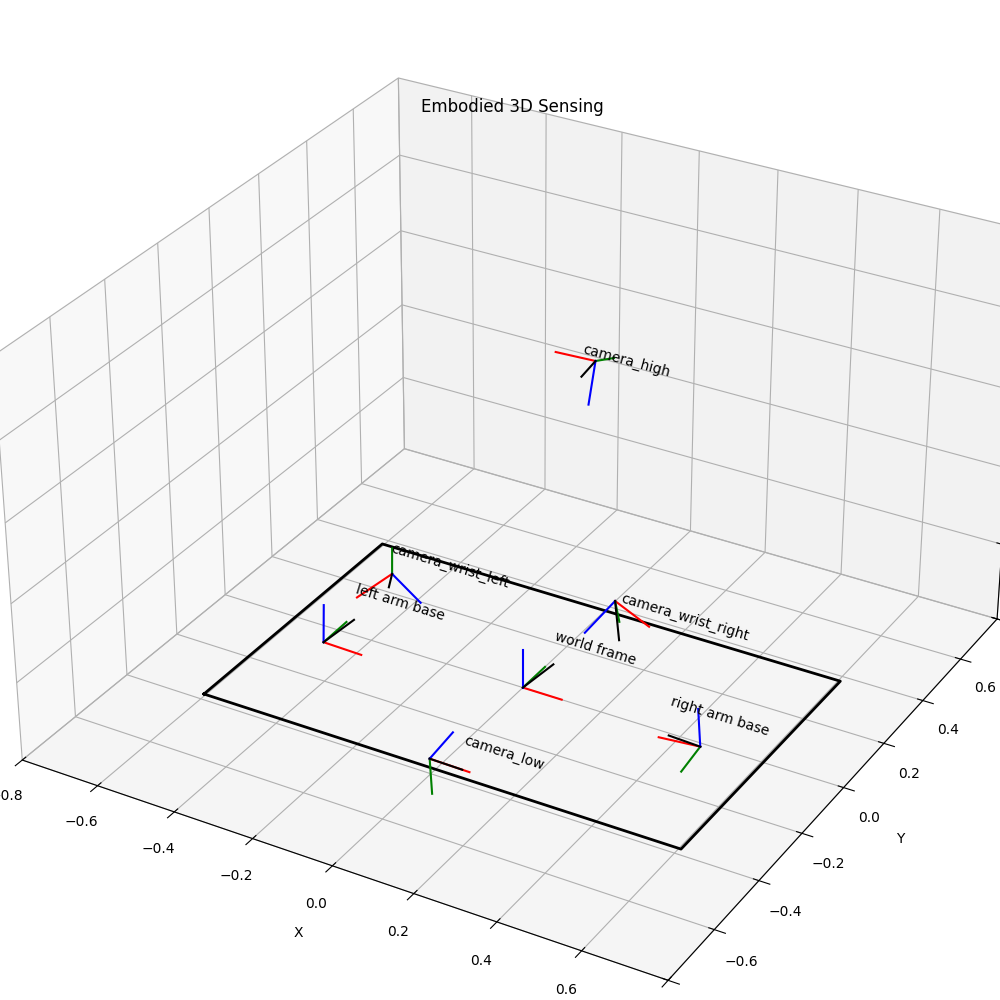 Embodied 3D Sensing
camera_high
camera_wrist_left
left arm base
camera_wrist_right
world frame
right arm base
camera_low
0.8
−0.6
−0.4
−0.2
0.0
0.2
0.4
0.6
X
−0.6
−0.4
−0.2
0.0
0.2
0.4
0.6
Y